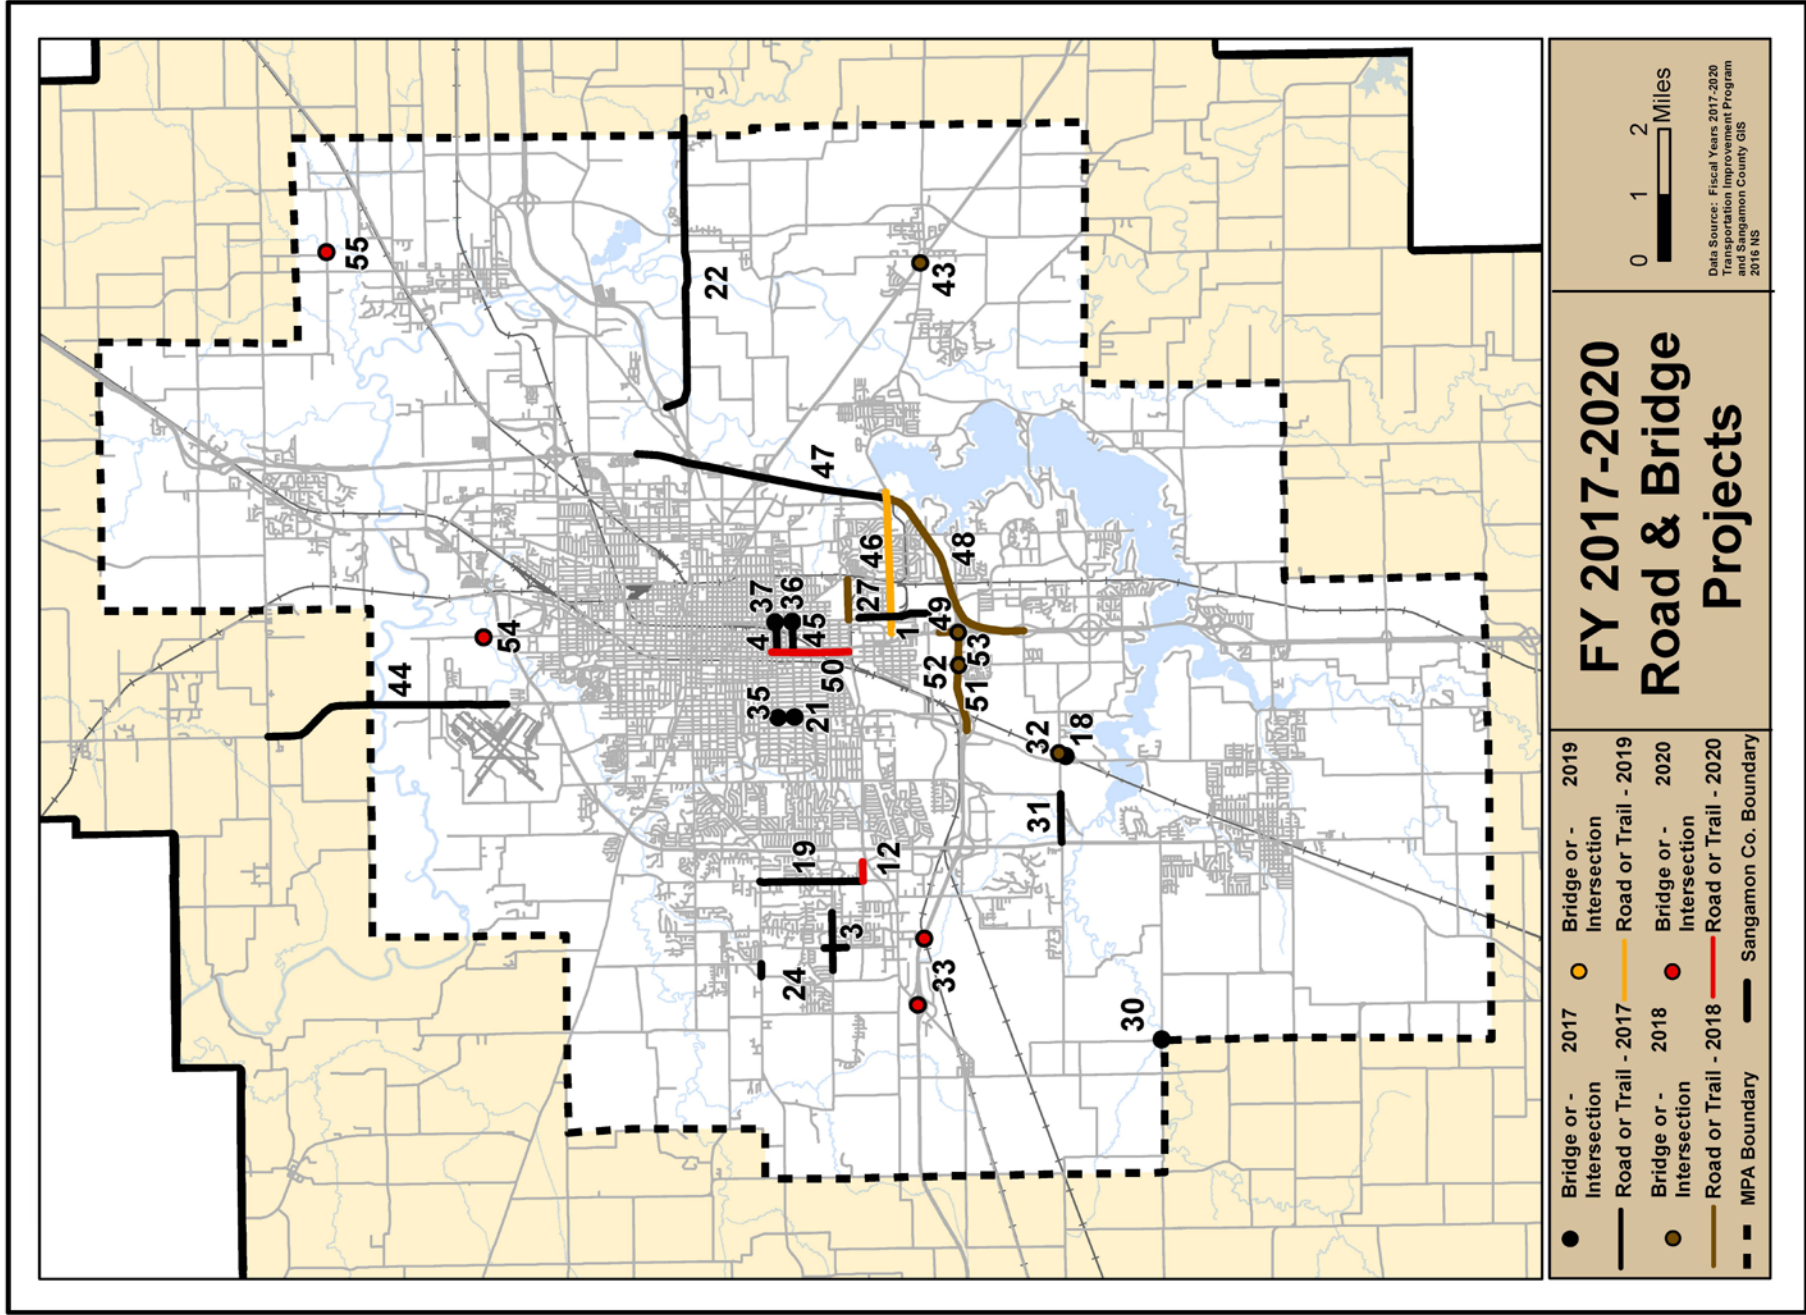 55
22
43
47
44
54
46
48
37
36
27
4
45
1
49
50
52
53
51
35
21
32
18
31
19
12
3
24
33
30
FY 2017-2020
Road & Bridge
Projects
0 1 2
Miles
Data Source: Fiscal Years 2017-2020
Transportation Improvement Program
and Sangamon County GIS
2016 NS
Bridge or - 2017
Intersection
Road or Trail - 2017
Bridge or - 2018
Intersection
Road or Trail - 2018
MPA Boundary
Bridge or - 2019
Intersection
Road or Trail - 2019
Bridge or - 2020
Intersection
Road or Trail - 2020
Sangamon Co. Boundary